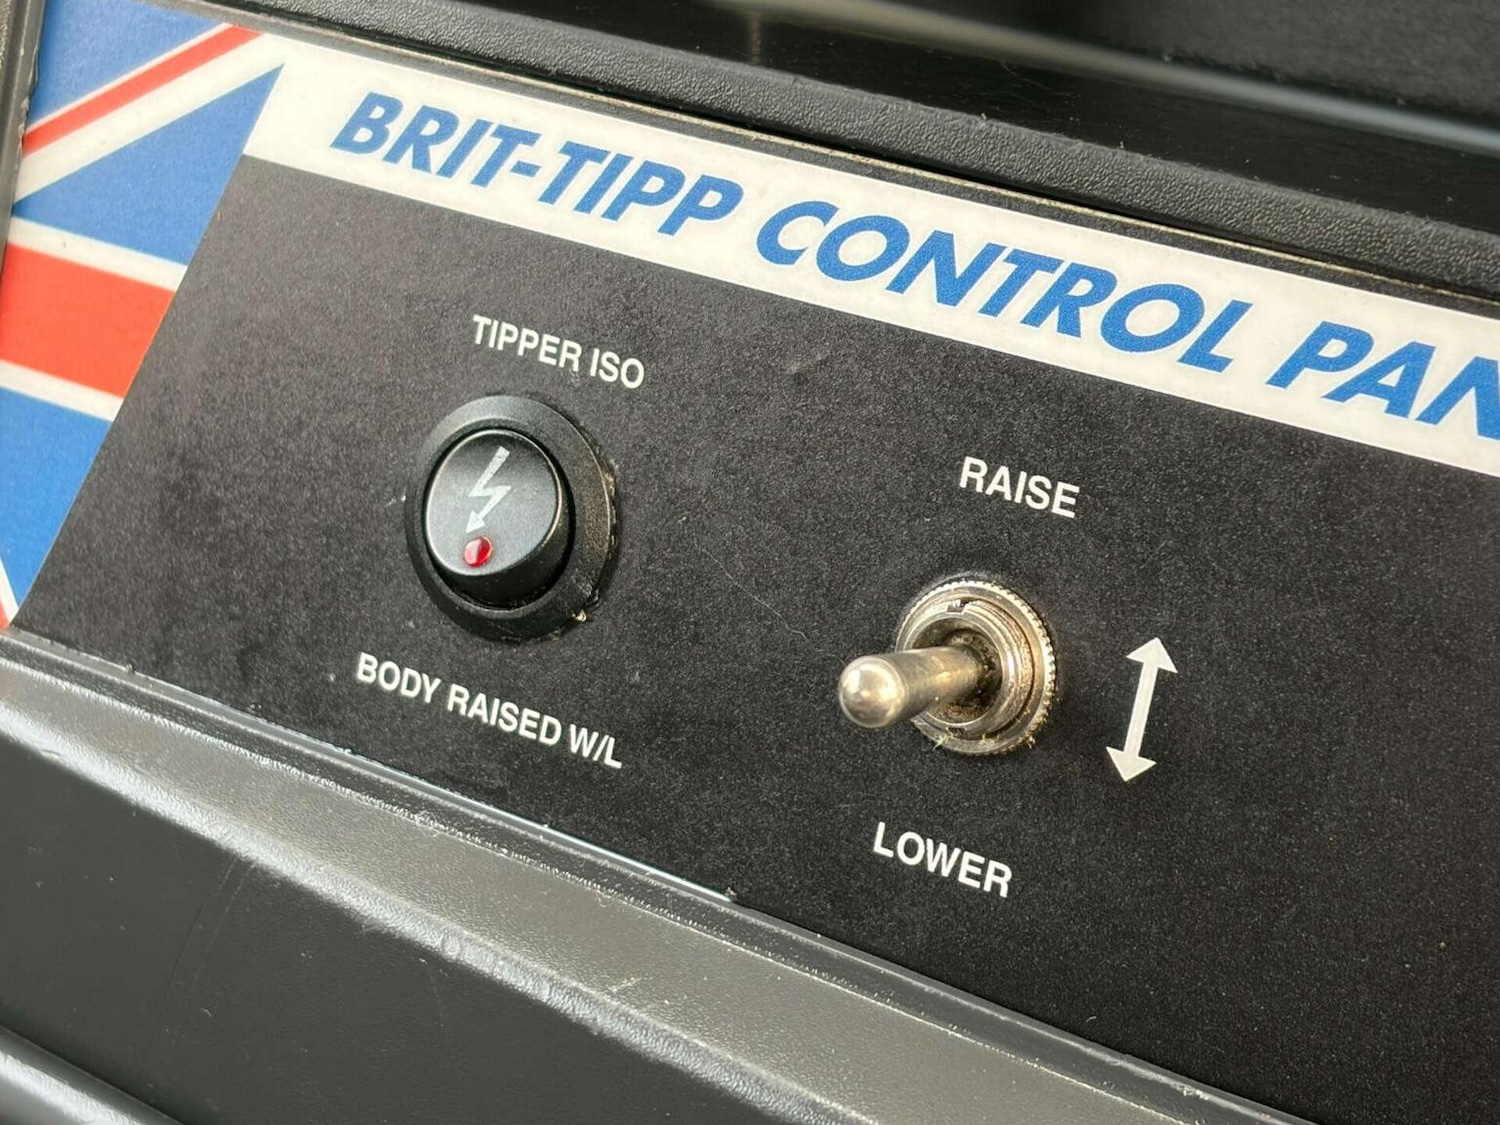 BRIT-TIPP CONTROL PAN
TIPPER ISO
RAISE
BODY RAISED W/L
LOWER